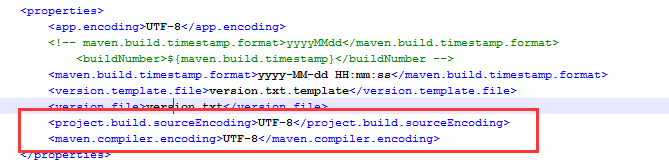 <properties>
<app.encoding>UTF-8</app.encoding>
<!-- maven.build.timestamp.format>yyyyMMdd</maven.build.timestamp.format>
<buildNumber>${maven.build.timestamp}</buildNumber -->
<maven.build.timestamp.format>yyyy-MM-dd HH:mm:ss</maven.build.timestamp.format>
<version.template.file>version.txt.template</version.template.file>
<version.file>version.txt</version.file>
<project.build.sourceEncoding>UTF-8</project.build.sourceEncoding>
<maven.compiler.encoding>UTF-8</maven.compiler.encoding>
</properties>